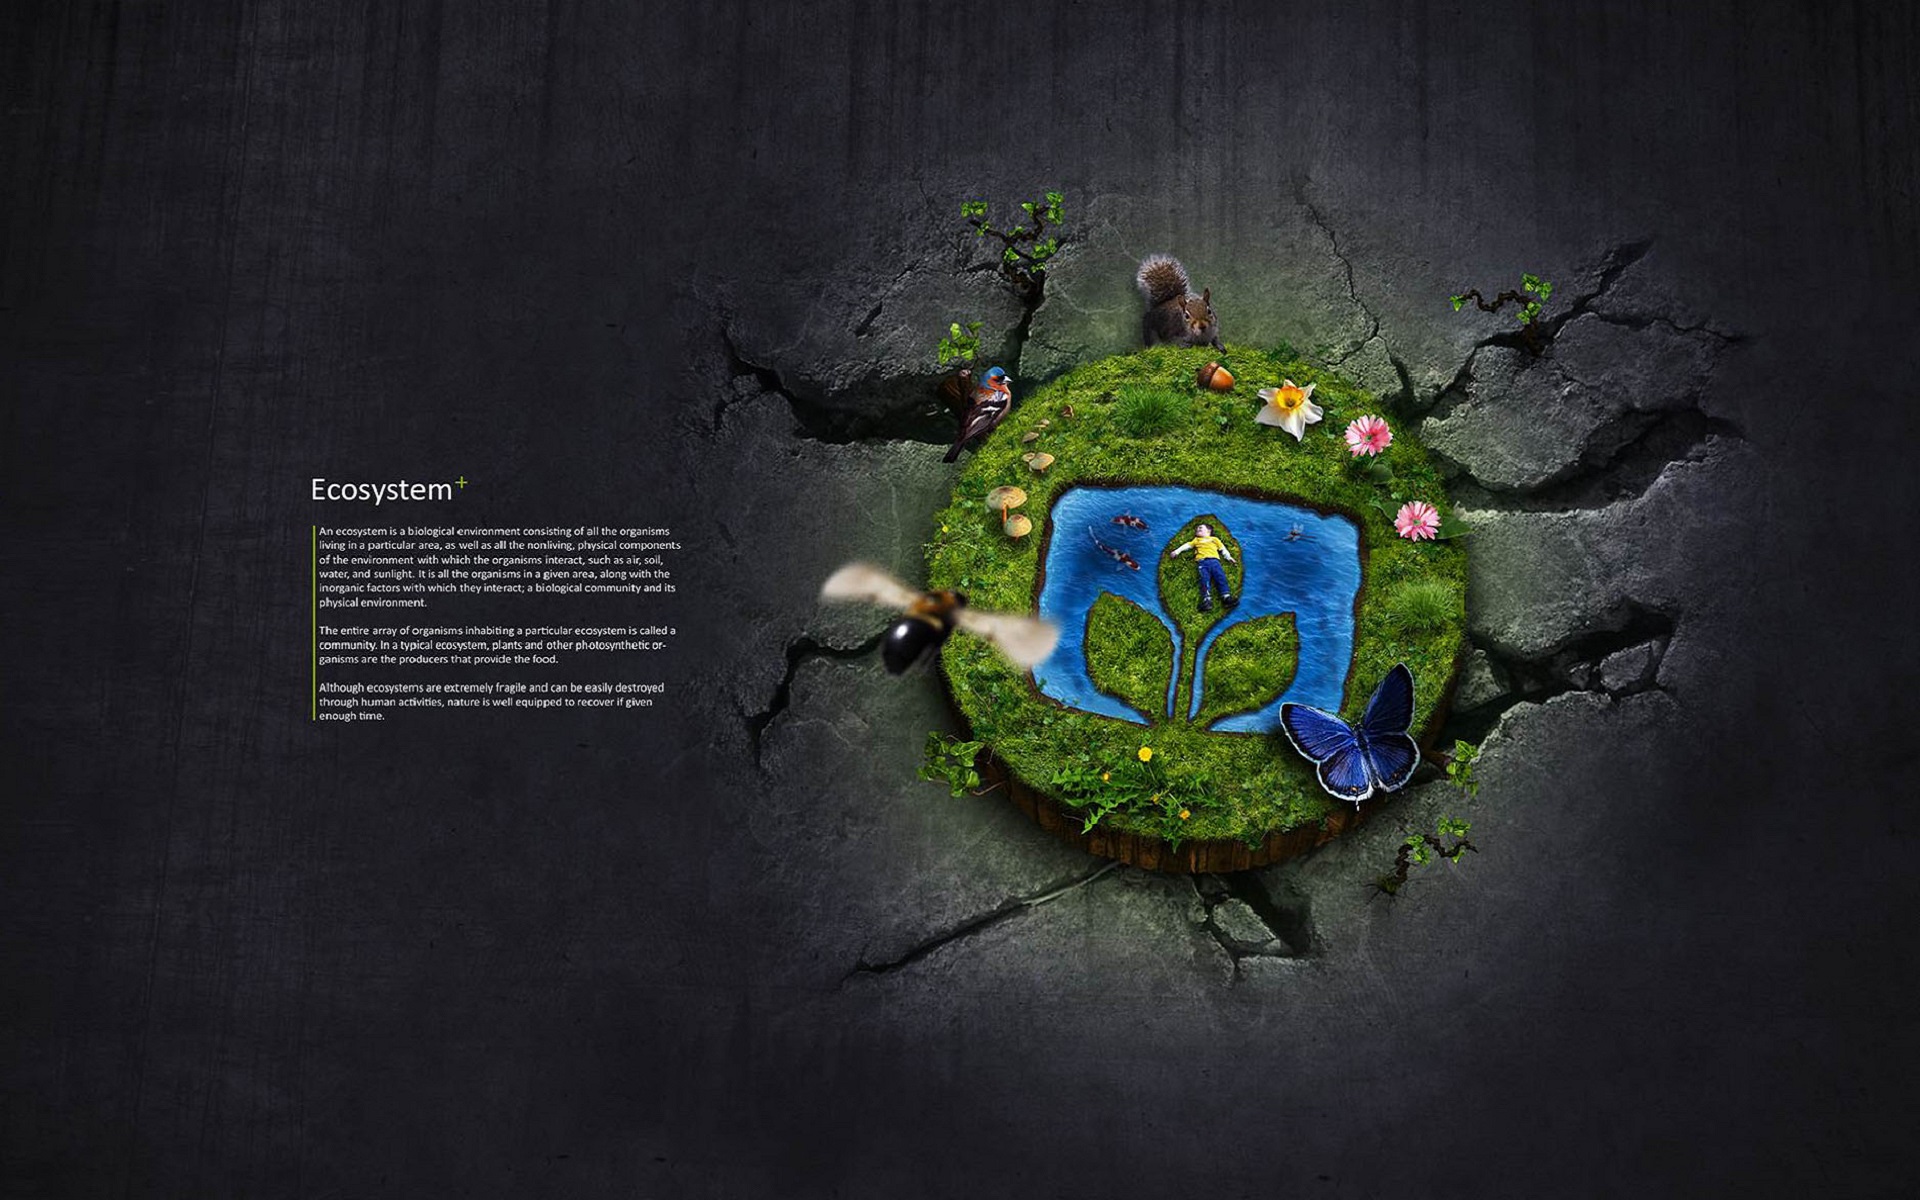 Ecosystem+
An ecosystem is a biological environment consisting of all the organisms
living in a particular area, as well as all the nonliving, physical components
of the environment with which the organisms interact, such as air, soil,
water, and sunlight. It is all the organisms in a given area, along with the
inorganic factors with which they interact; a biological community and its
physical environment.
The entire array of organisms inhabiting a particular ecosystem is called a
community. In a typical ecosystem, plants and other photosynthetic or-
ganisms are the producers that provide the food.
Although ecosystems are extremely fragile and can be easily destroyed
through human activities, nature is well equipped to recover if given
enough time.